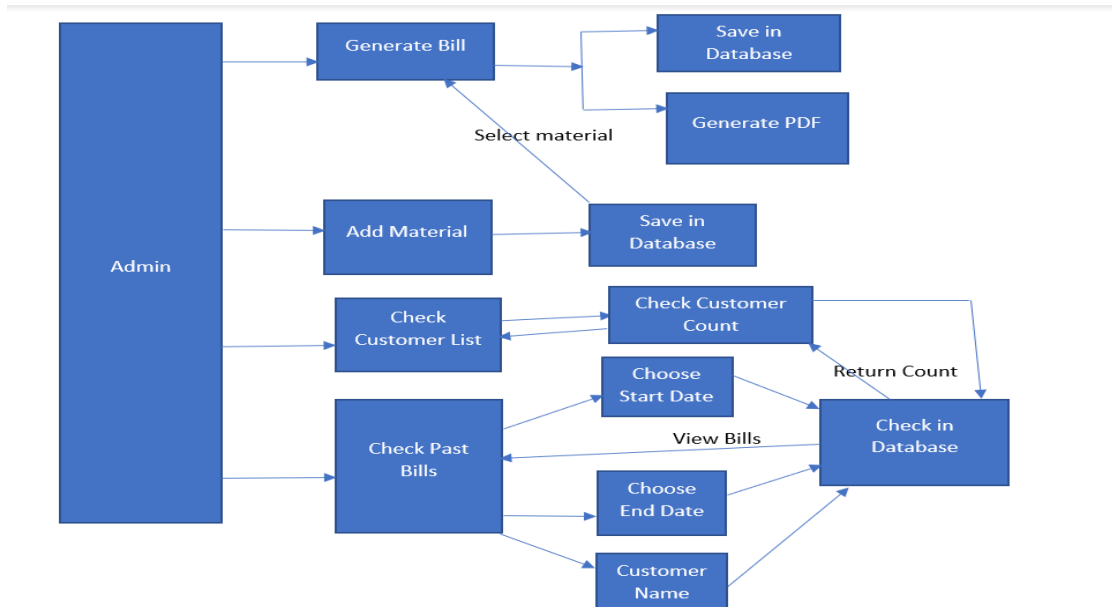 Admin
Generate Bill
Save in
Database
Generate PDF
Select material
Add Material
Save in
Database
Check
Customer List
Check Customer
Count
Return Count
Choose
Start Date
Check Past
Bills
View Bills
Check in
Database
Choose
End Date
Customer
Name